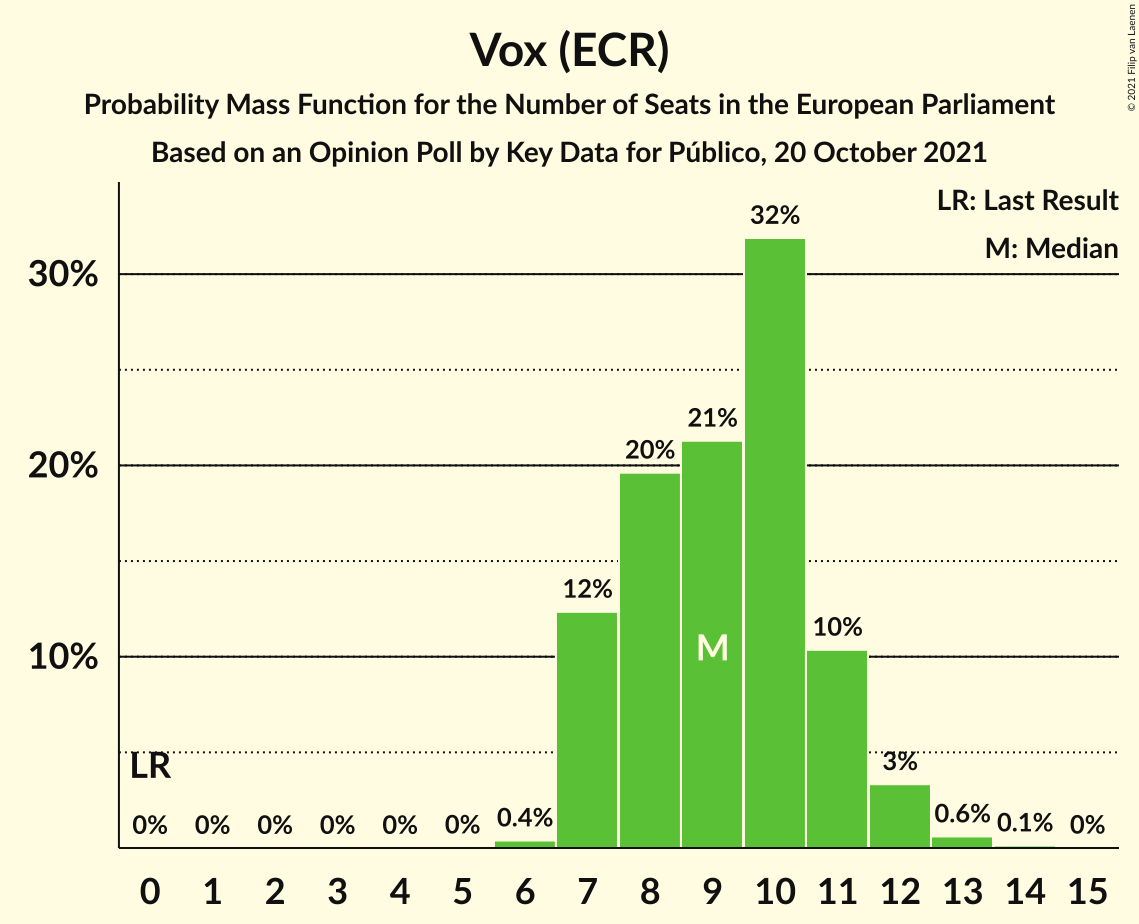 Vox (ECR)
Probability Mass Function for the Number of Seats in the European Parliament
Based on an Opinion Poll by Key Data for Público, 20 October 2021
© 2021 Filip van Laenen
LR: Last Result
M: Median
30%
20%
10%
LR
M
0%
0%
0%
0%
0%
0%
0.4%
12%
20%
21%
32%
10%
3%
0.6%
0.1%
0%
0 1 2 3 4 5 6 7 8 9 10 11 12 13 14 15